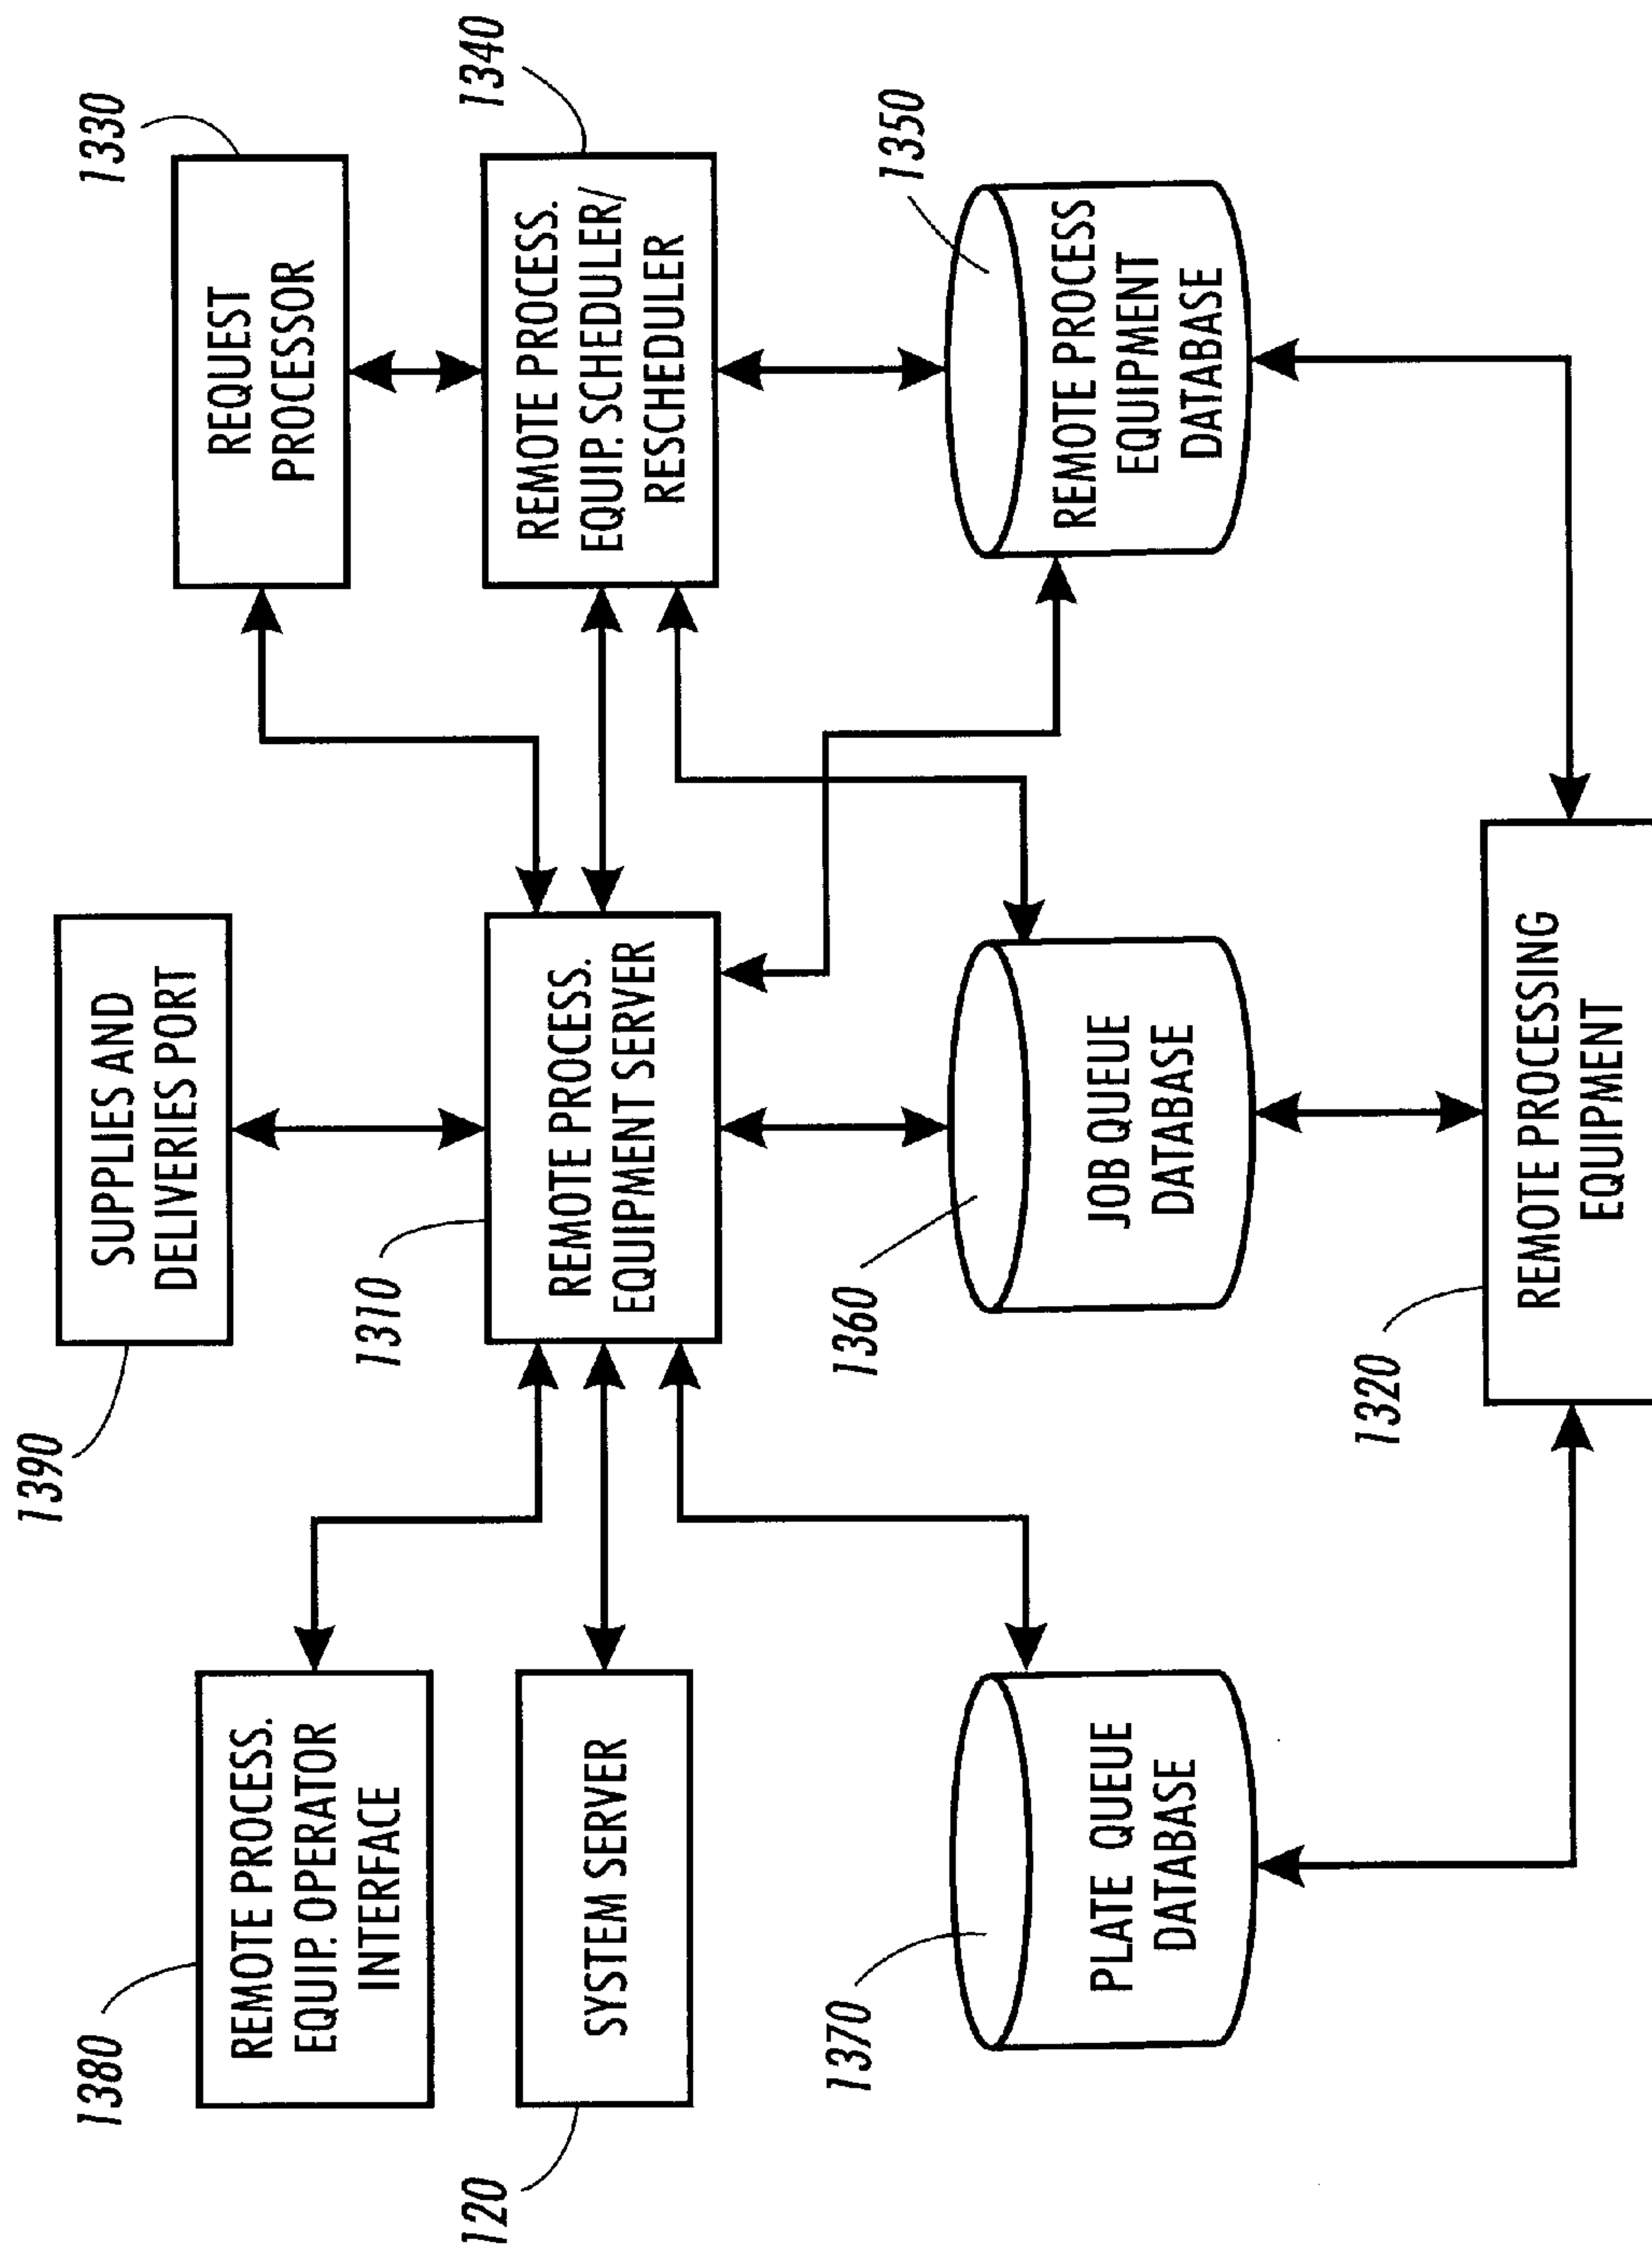 1390
SUPPLIES AND
DELIVERIES PORT
1380
REMOTE PROCESS.
EQUIP. OPERATOR
INTERFACE
1330
REQUEST
PROCESSOR
120
SYSTEM SERVER
1310
REMOTE PROCESS.
EQUIPMENT SERVER
1340
REMOTE PROCESS.
EQUIP. SCHEDULER/
RESCHEDULER
1370
PLATE QUEUE
DATABASE
1360
JOB QUEUE
DATABASE
1350
REMOTE PROCESS
EQUIPMENT
DATABASE
1320
REMOTE PROCESSING
EQUIPMENT